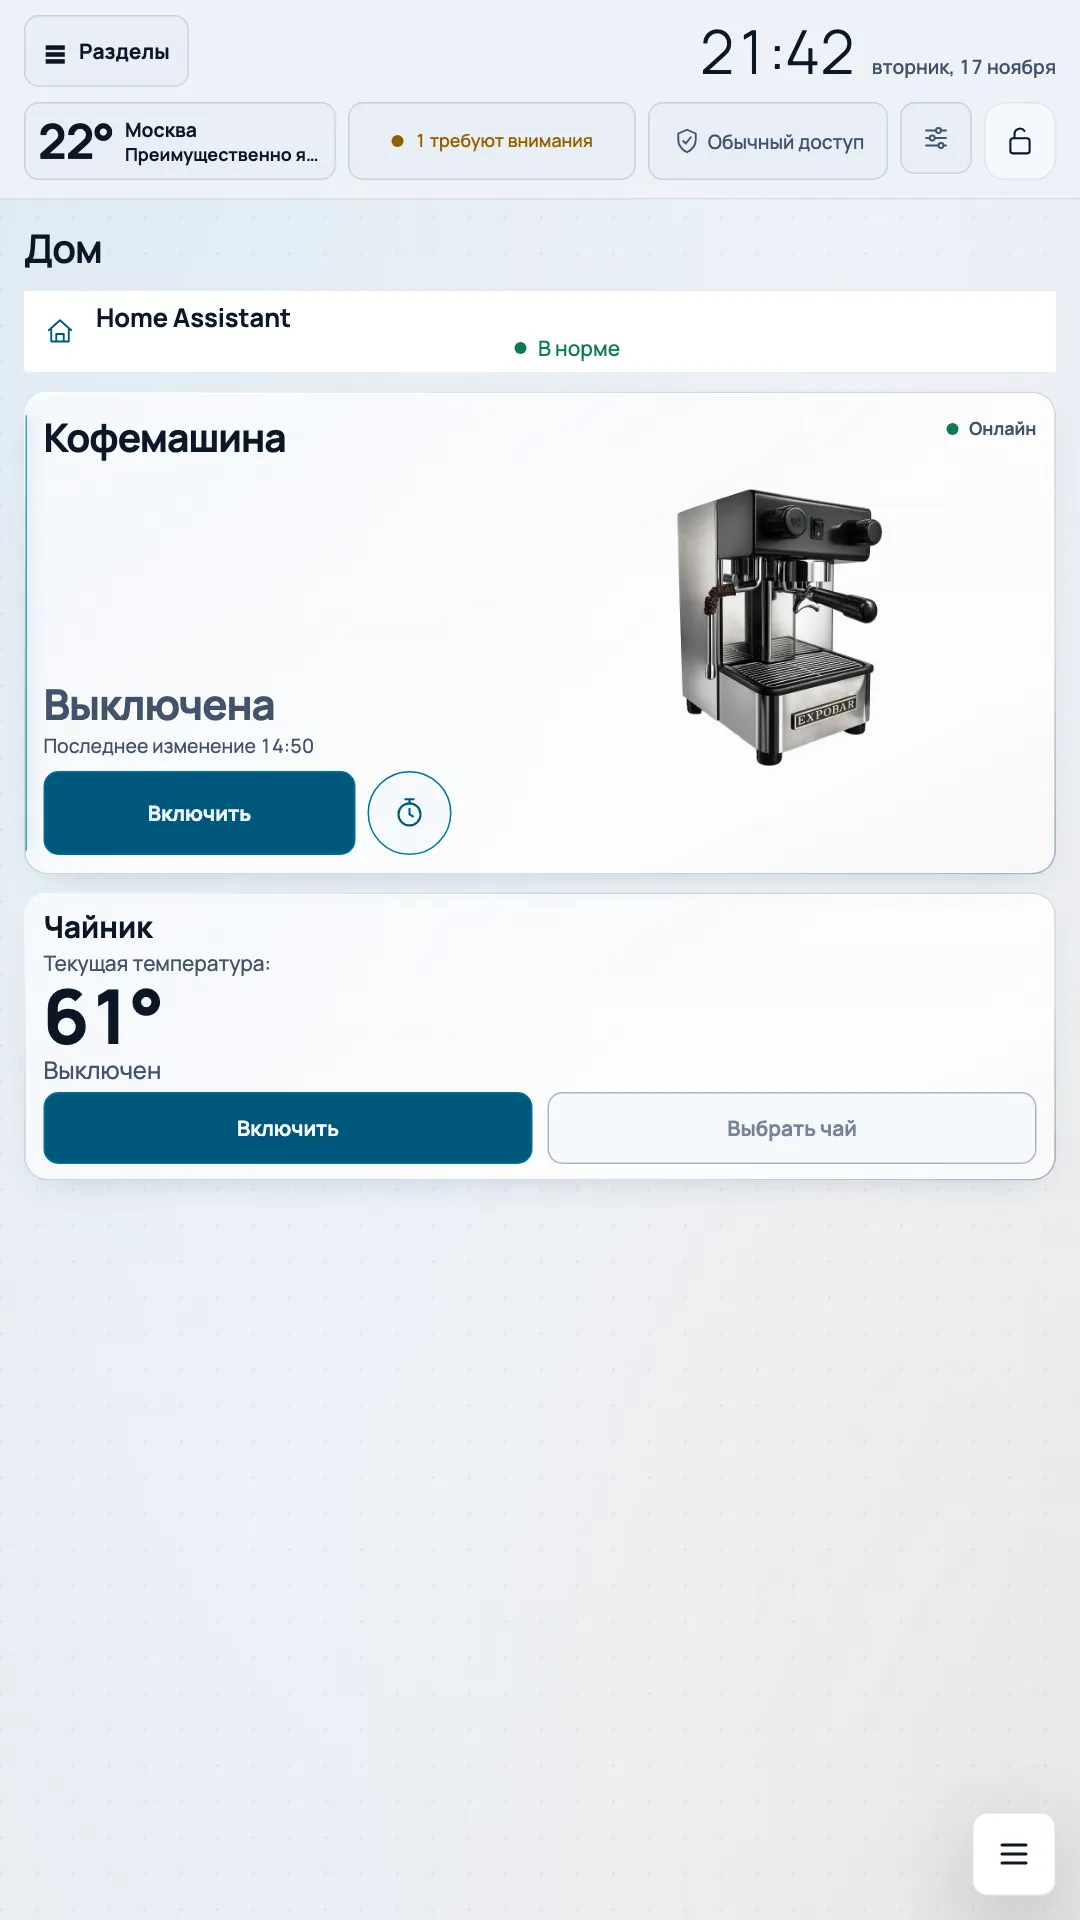 Разделы
21:42 вторник, 17 ноября
22° Москва
Преимущественно я...
1 требуют внимания
Обычный доступ
Дом
Home Assistant
В норме
Кофемашина
Онлайн
EXPOBAR
Выключена
Последнее изменение 14:50
Включить
Чайник
Текущая температура:
61°
Выключен
Включить
Выбрать чай